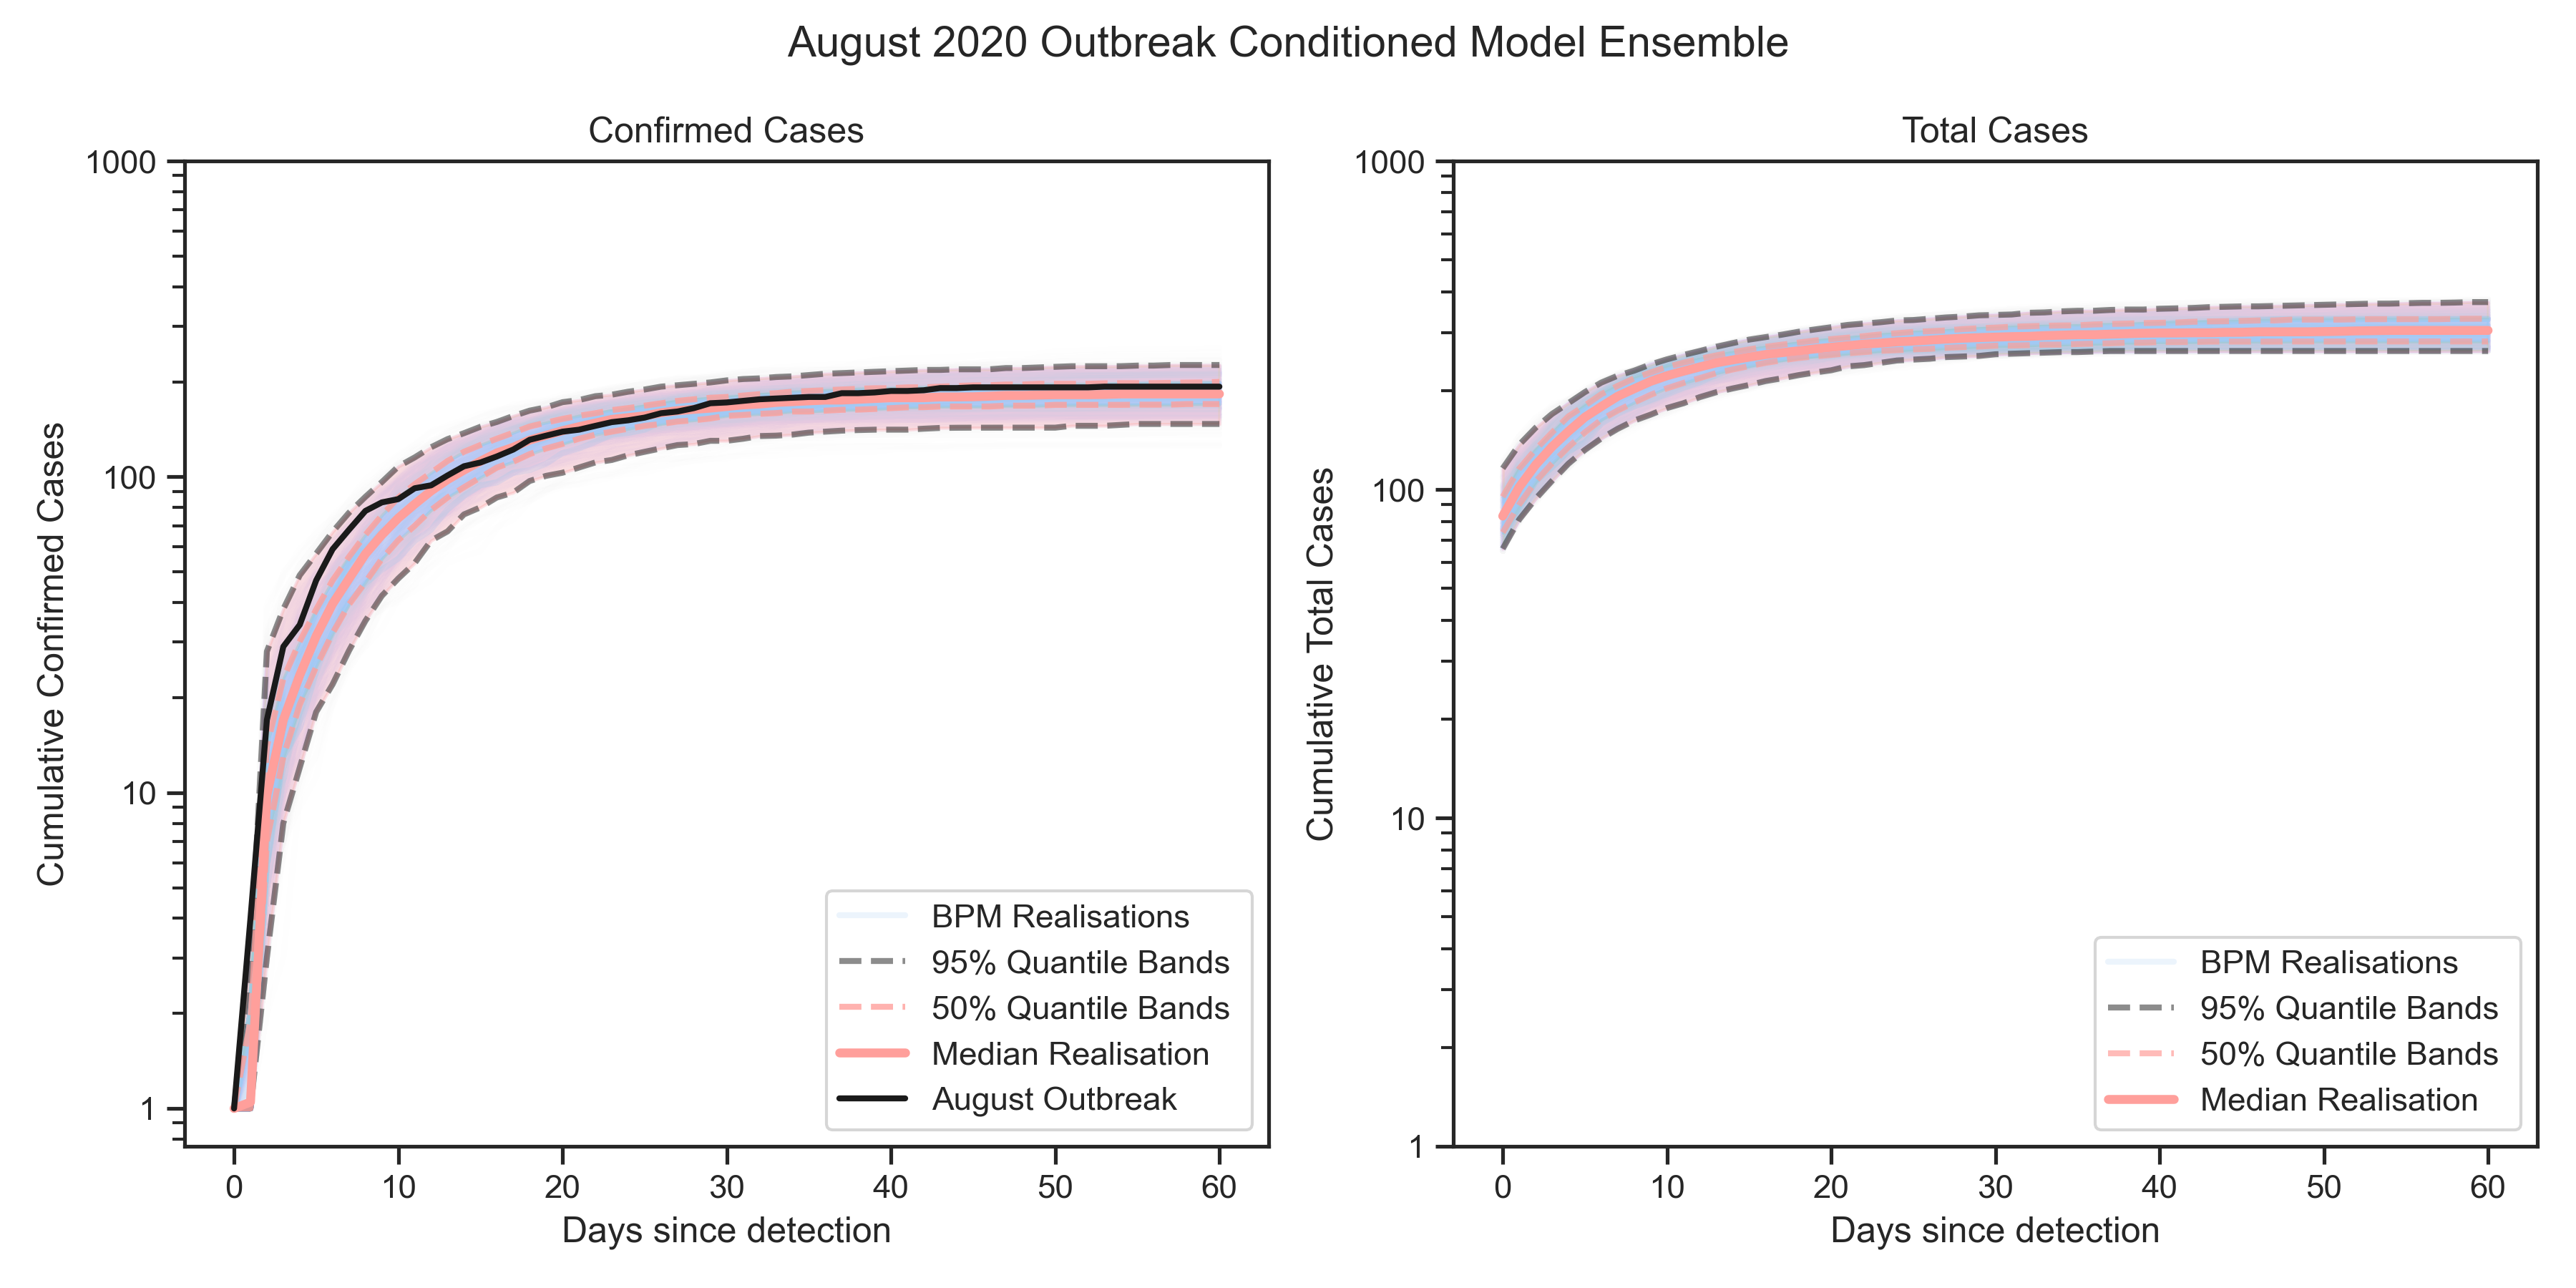 August 2020 Outbreak Conditioned Model Ensemble
Confirmed Cases
1000
100
10
1
Cumulative Confirmed Cases
0 10 20 30 40 50 60
Days since detection
BPM Realisations
95% Quantile Bands
50% Quantile Bands
Median Realisation
August Outbreak
Total Cases
1000
100
10
1
Cumulative Total Cases
0 10 20 30 40 50 60
Days since detection
BPM Realisations
95% Quantile Bands
50% Quantile Bands
Median Realisation